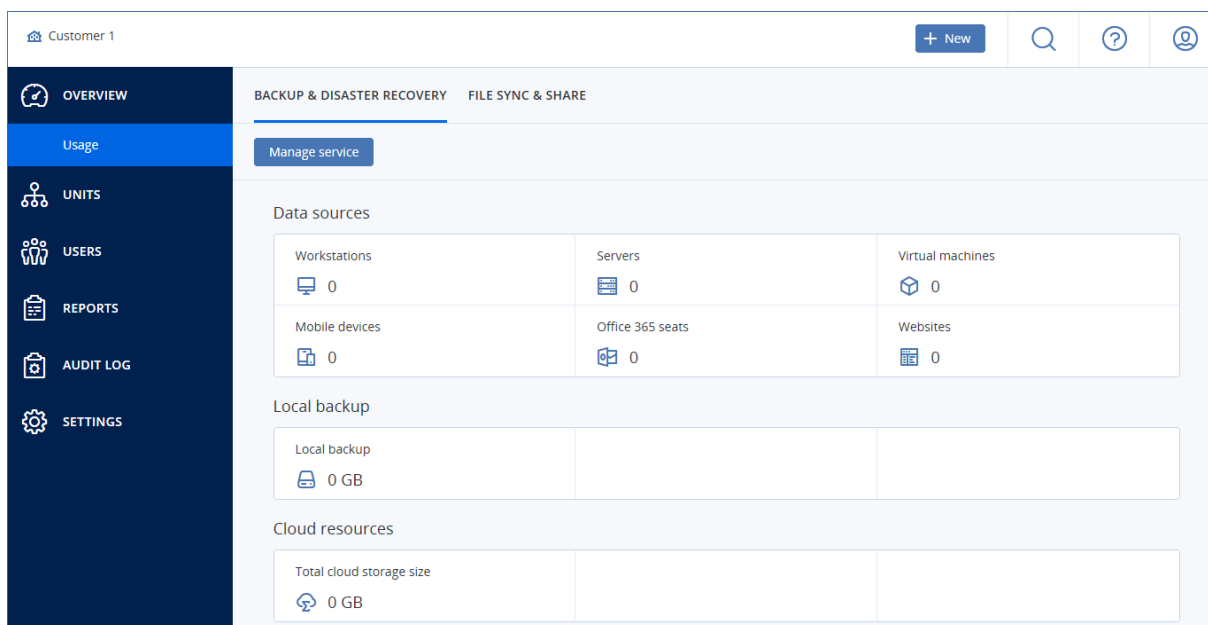 Customer 1
+ New
OVERVIEW
Usage
UNITS
USERS
REPORTS
AUDIT LOG
SETTINGS
BACKUP & DISASTER RECOVERY FILE SYNC & SHARE
Manage service
Data sources
Workstations Servers Virtual machines
0 0 0
Mobile devices Office 365 seats Websites
0 0 0
Local backup
Local backup
0 GB
Cloud resources
Total cloud storage size
0 GB